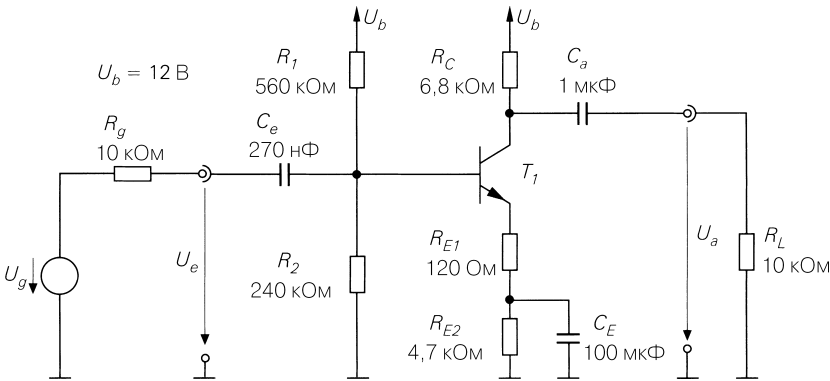 U_b
U_b
U_b = 12 В
R_1
560 кОм
R_C
6,8 кОм
C_a
1 мкФ
R_g
10 кОм
C_e
270 нФ
T_1
U_g
U_e
R_2
240 кОм
R_E1
120 Ом
R_E2
4,7 кОм
C_E
100 мкФ
U_a
R_L
10 кОм